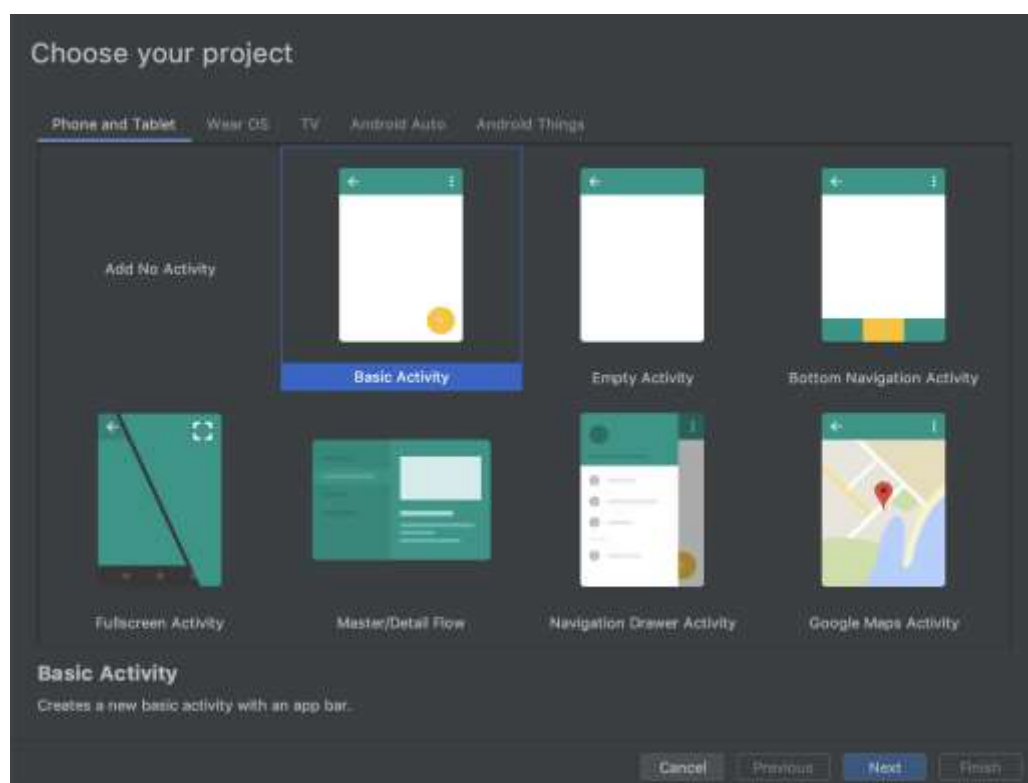 Choose your project
Phone and Tablet Wear OS TV Android Auto Android Things
Add No Activity
Basic Activity Empty Activity Bottom Navigation Activity
Fullscreen Activity Master/Detail Flow Navigation Drawer Activity Google Maps Activity
Basic Activity
Creates a new basic activity with an app bar.
Cancel Previous Next Finish